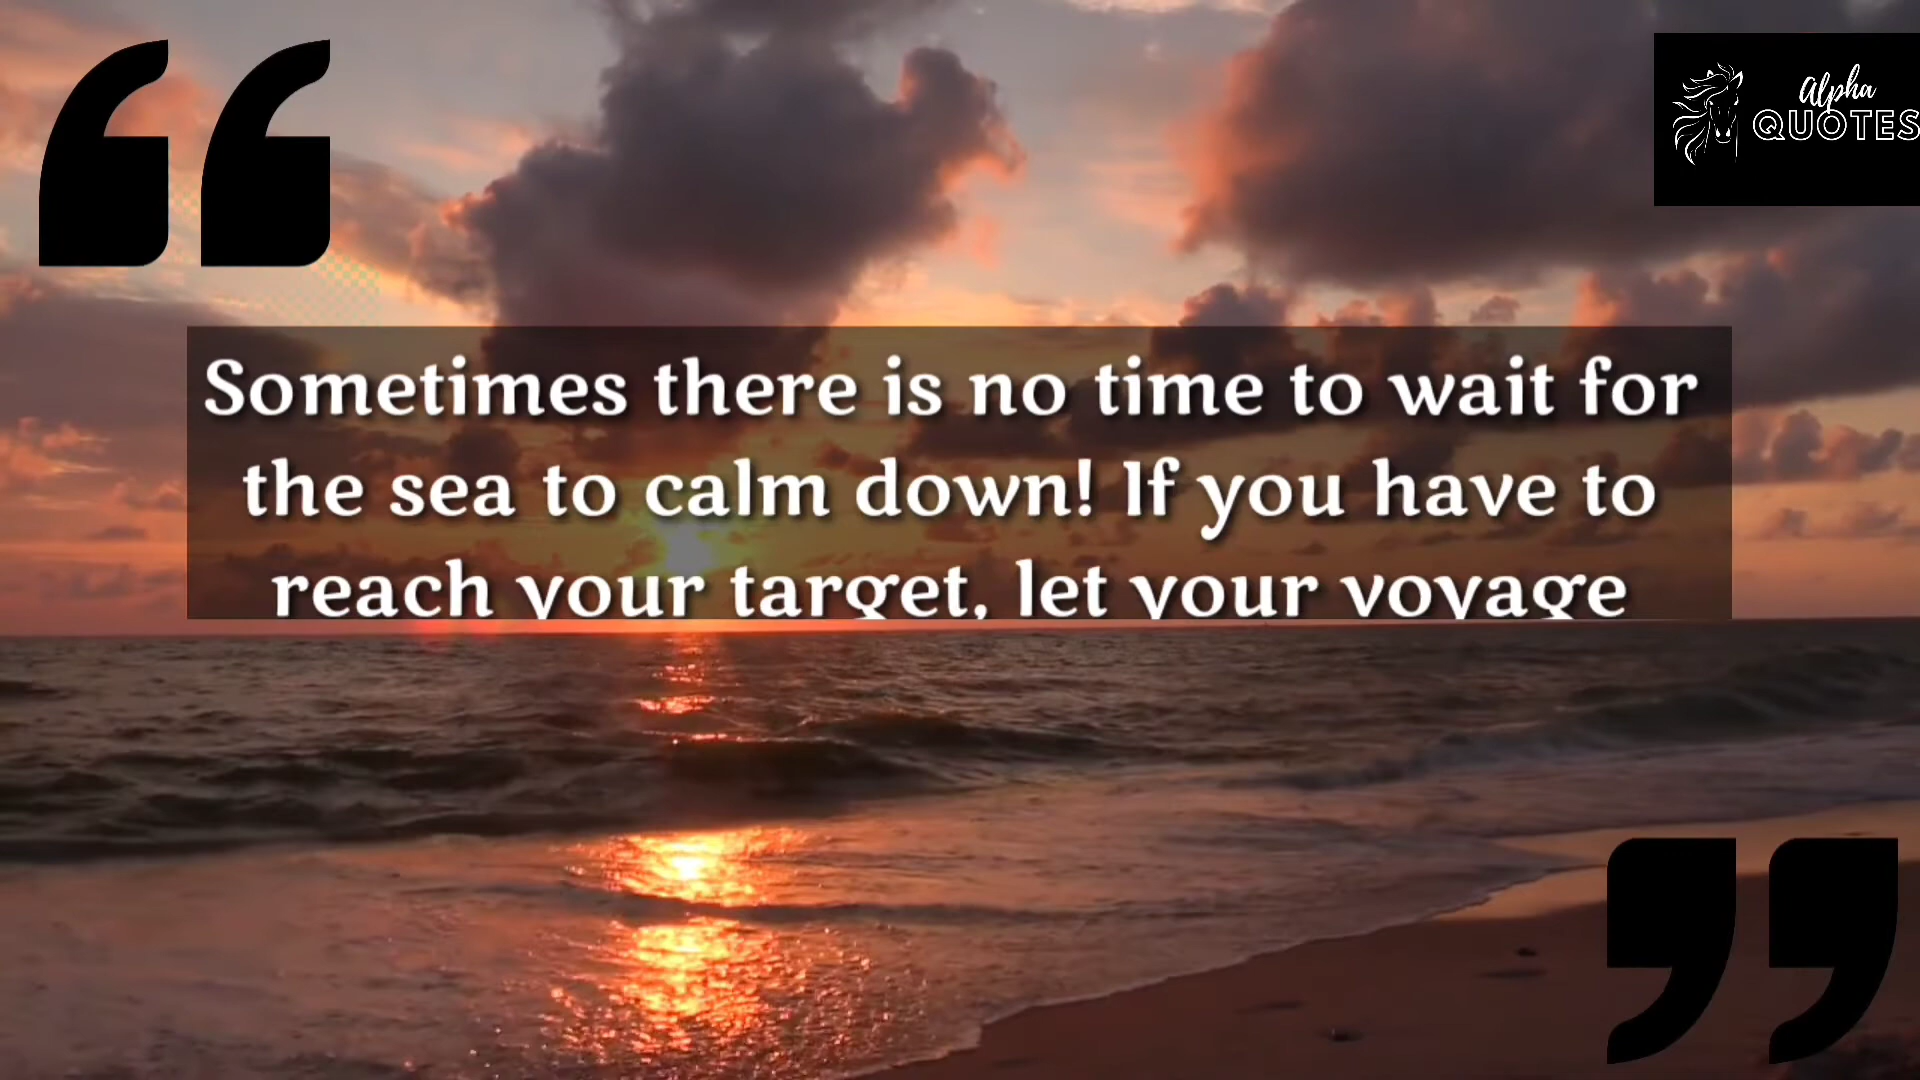 Alpha
QUOTES
Sometimes there is no time to wait for
the sea to calm down! If you have to
reach your target, let your voyage